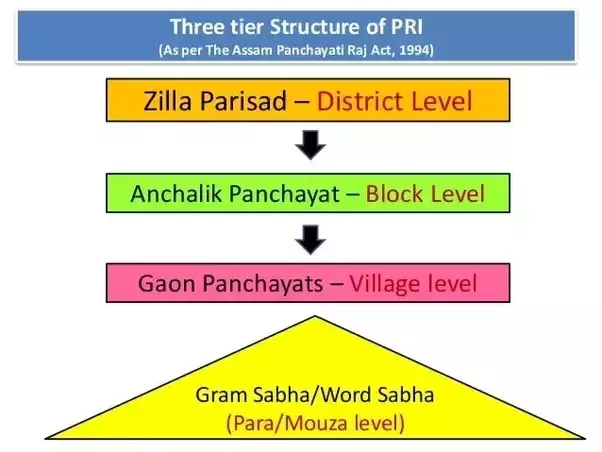 Three tier Structure of PRI
(As per The Assam Panchayati Raj Act, 1994)
Zilla Parisad – District Level
Anchalik Panchayat – Block Level
Gaon Panchayats – Village level
Gram Sabha/Word Sabha
(Para/Mouza level)